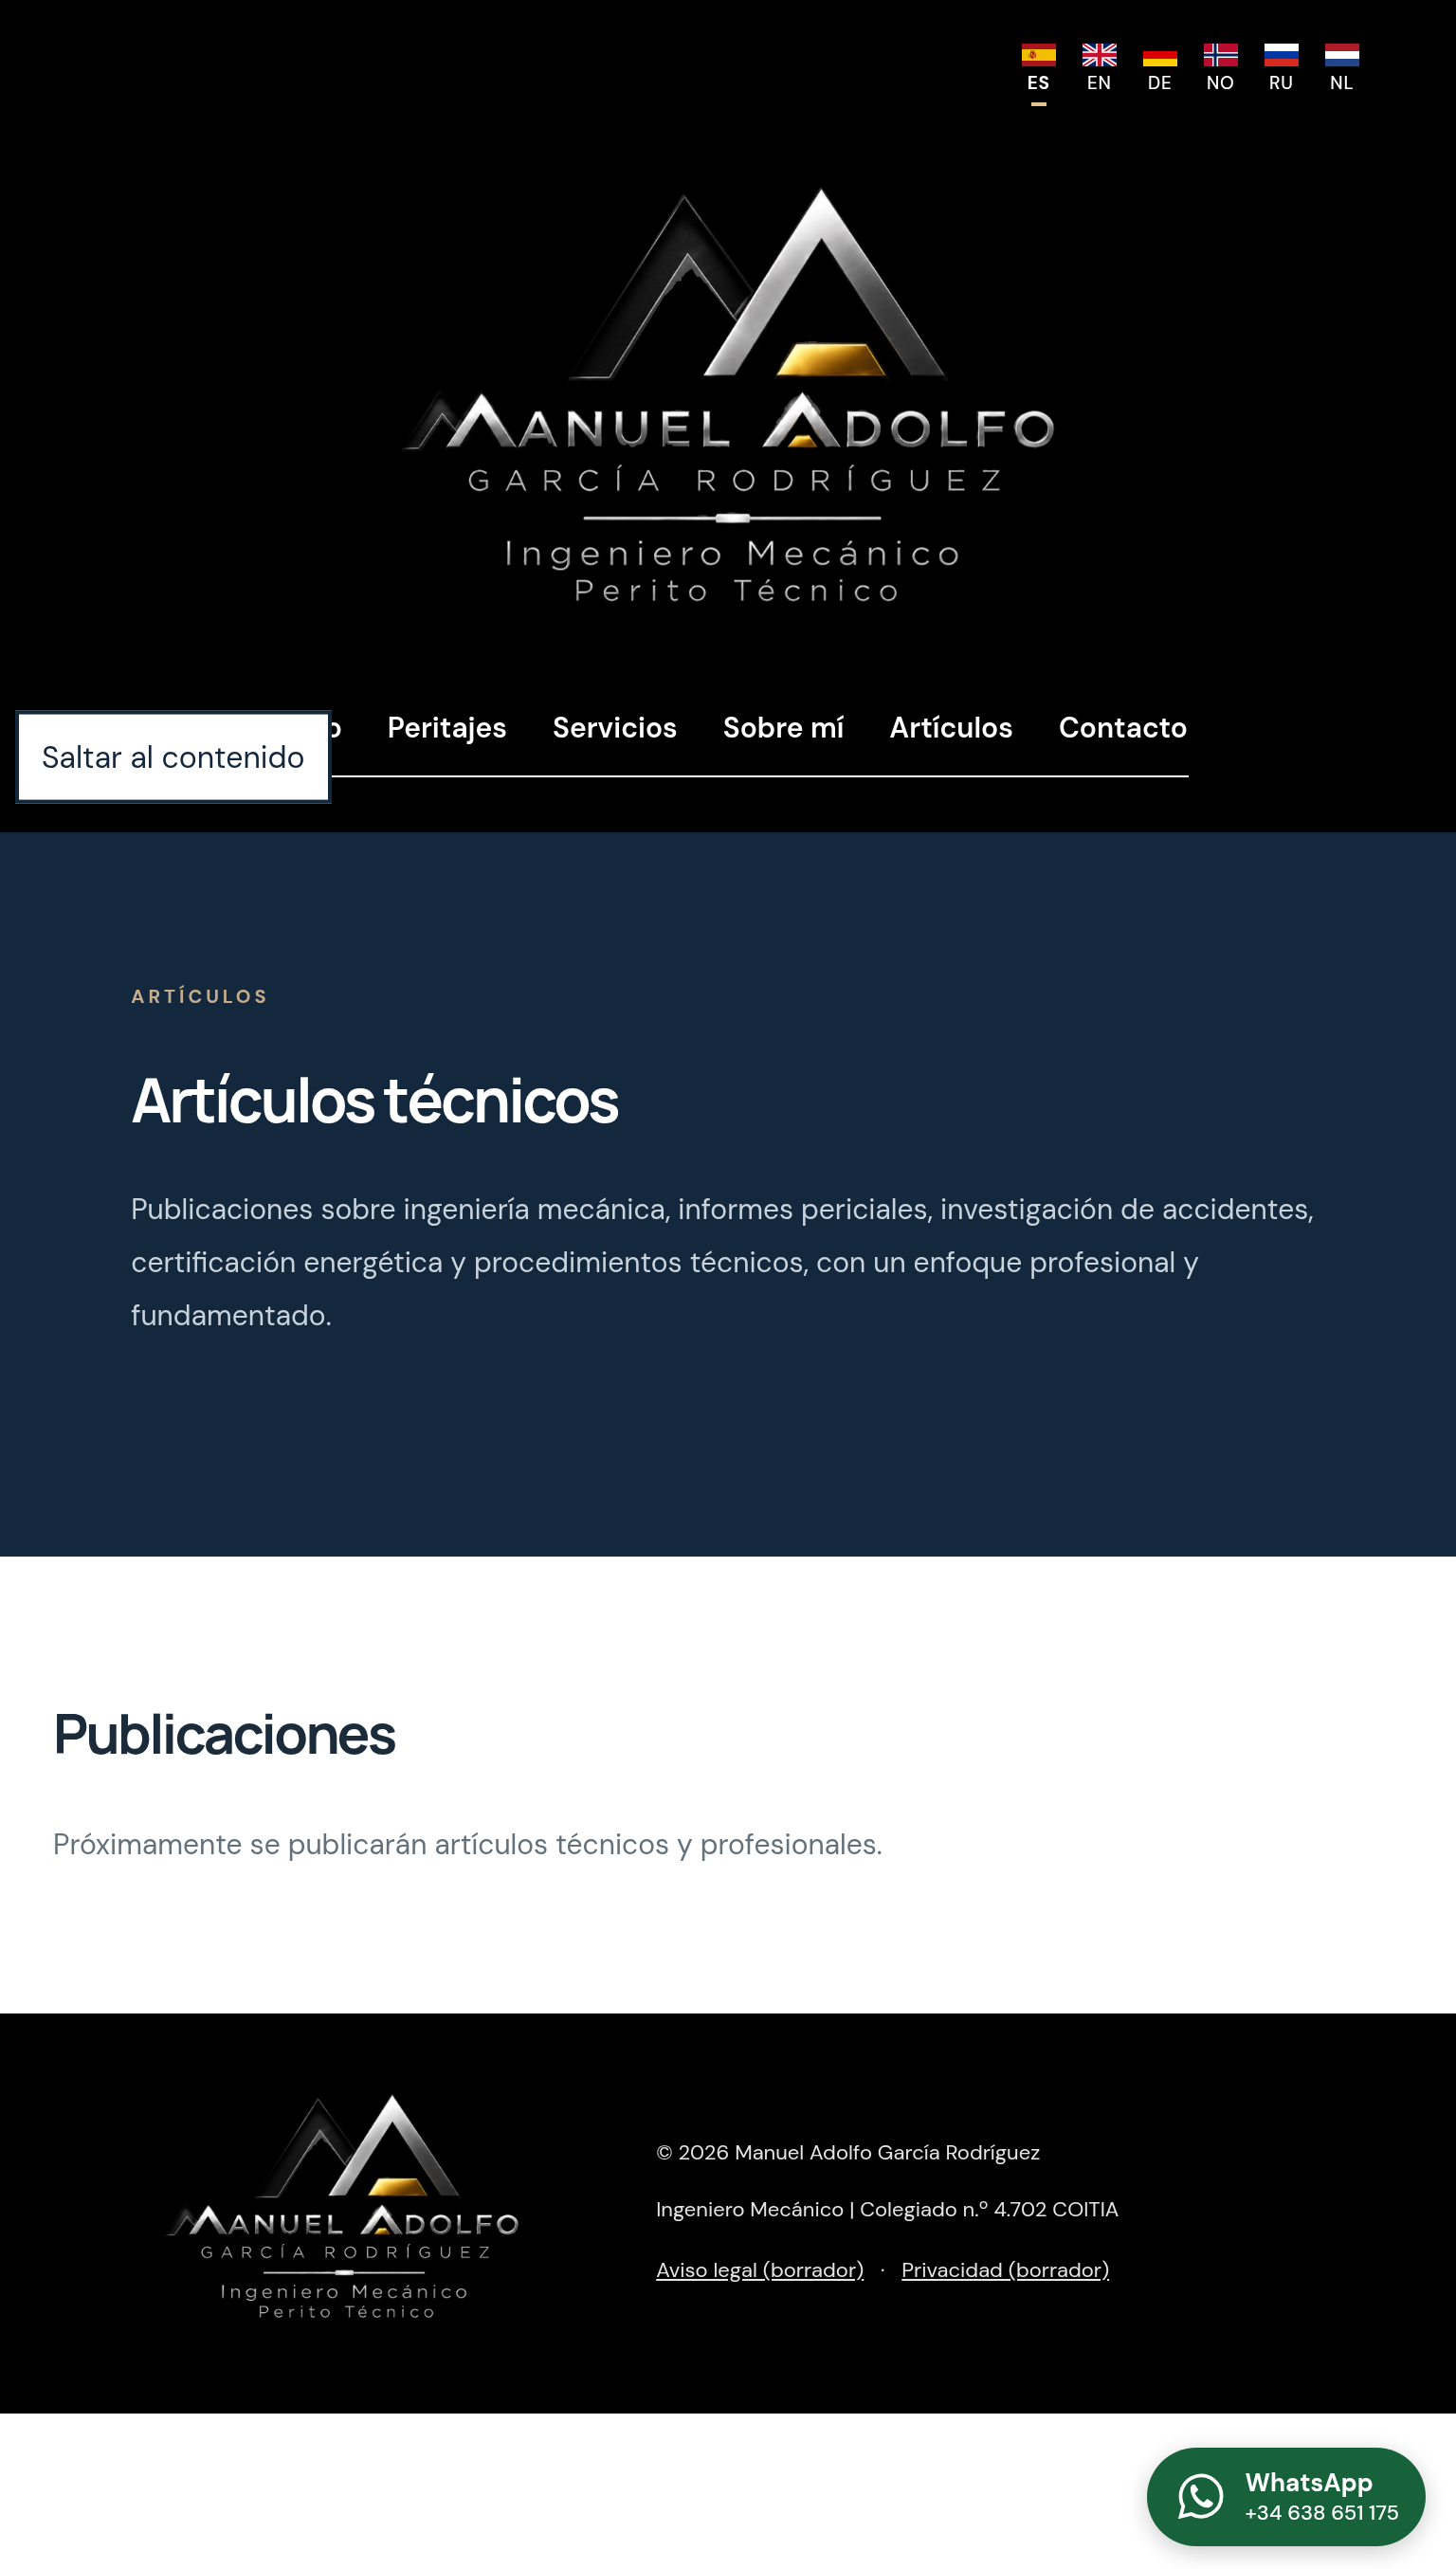 ES EN DE NO RU NL
MANUEL ADOLFO
GARCÍA RODRÍGUEZ
Ingeniero Mecánico
Perito Técnico
Saltar al contenido
Peritajes Servicios Sobre mí Artículos Contacto
ARTÍCULOS
Artículos técnicos
Publicaciones sobre ingeniería mecánica, informes periciales, investigación de accidentes,
certificación energética y procedimientos técnicos, con un enfoque profesional y
fundamentado.
Publicaciones
Próximamente se publicarán artículos técnicos y profesionales.
MANUEL ADOLFO
GARCÍA RODRÍGUEZ
Ingeniero Mecánico
Perito Técnico
© 2026 Manuel Adolfo García Rodríguez
Ingeniero Mecánico | Colegiado n.º 4.702 COITIA
Aviso legal (borrador) · Privacidad (borrador)
WhatsApp
+34 638 651 175